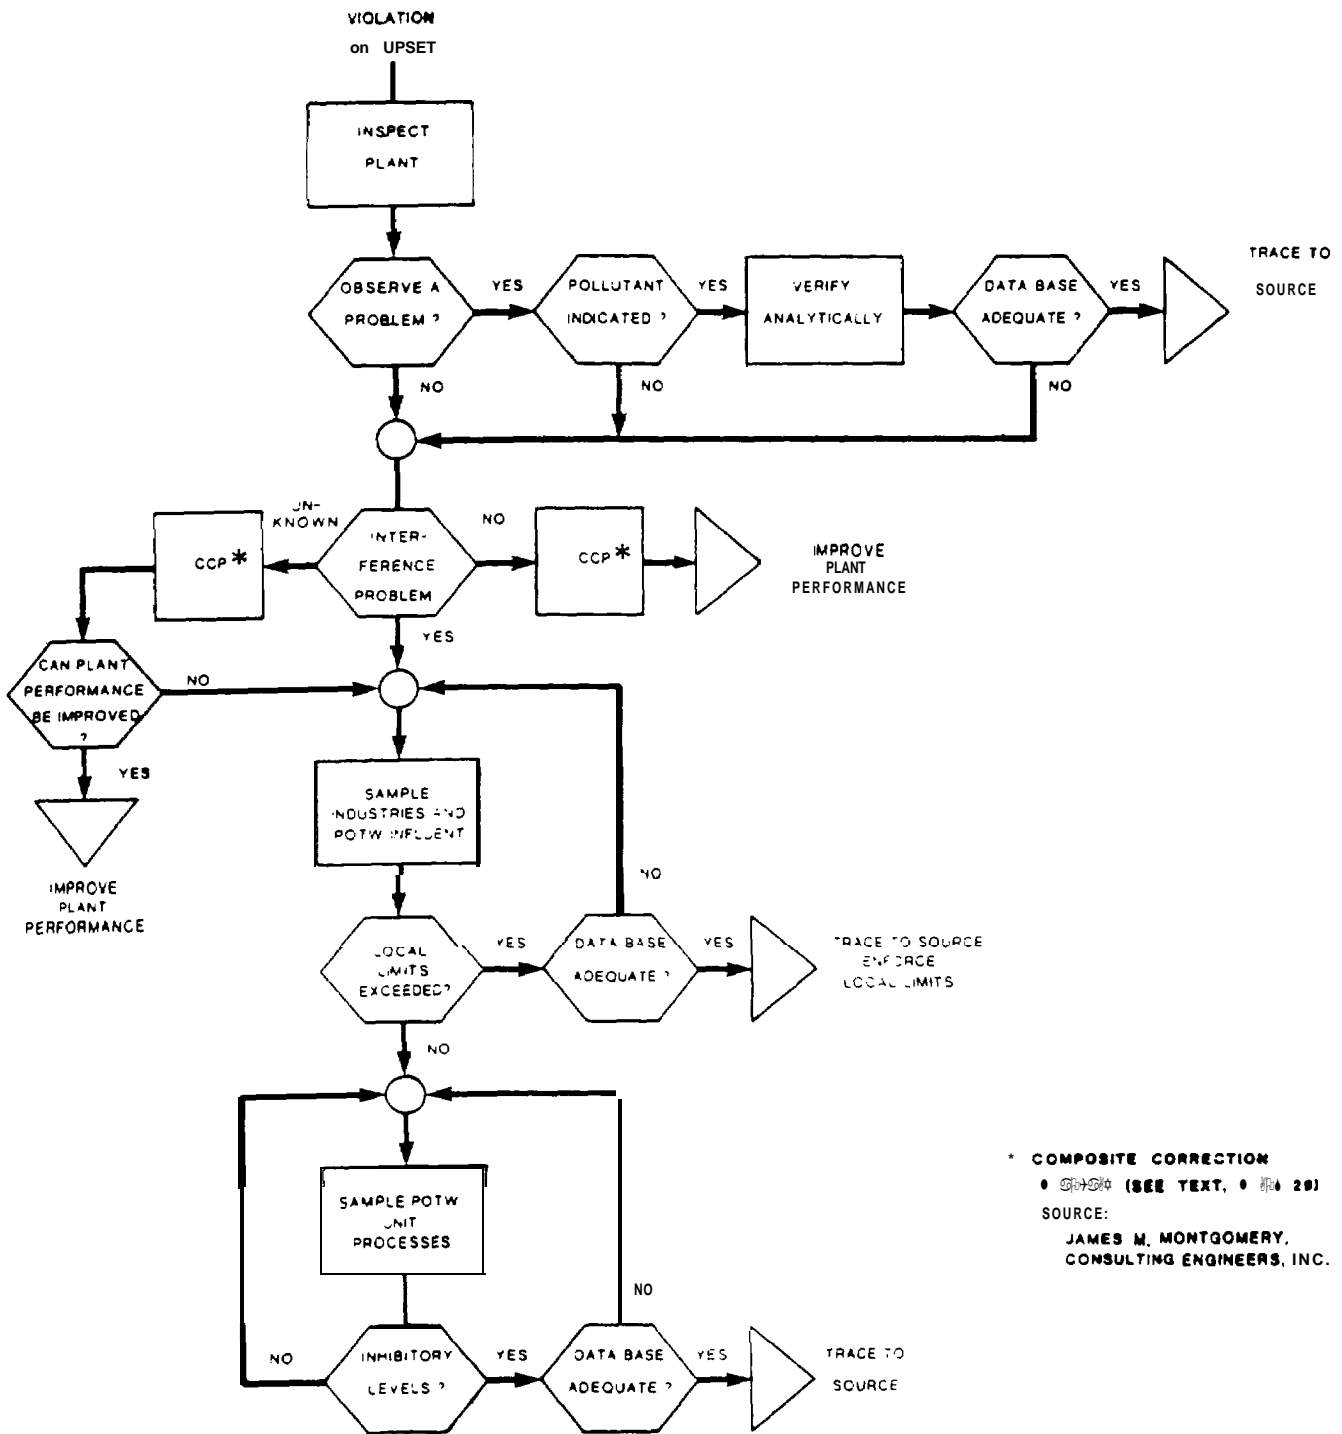 VIOLATION
on UPSET
INSPECT
PLANT
OBSERVE A
PROBLEM ?
YES
POLLUTANT
INDICATED ?
YES
VERIFY
ANALYTICALLY
DATA BASE
ADEQUATE ?
YES
TRACE TO
SOURCE
NO
NO
NO
UN-
KNOWN
CCP*
INTER-
FERENCE
PROBLEM
NO
CCP*
IMPROVE
PLANT
PERFORMANCE
YES
CAN PLANT
PERFORMANCE
BE IMPROVED
?
NO
YES
IMPROVE
PLANT
PERFORMANCE
SAMPLE
INDUSTRIES AND
POTW INFLUENT
NO
LOCAL
LIMITS
EXCEEDED?
YES
DATA BASE
ADEQUATE ?
YES
TRACE TO SOURCE
ENFORCE
LOCAL LIMITS
NO
SAMPLE POTW
UNIT
PROCESSES
NO
NO
INHIBITORY
LEVELS ?
YES
DATA BASE
ADEQUATE ?
YES
TRACE TO
SOURCE
* COMPOSITE CORRECTION
(SEE TEXT, 29)
SOURCE:
JAMES M. MONTGOMERY,
CONSULTING ENGINEERS, INC.